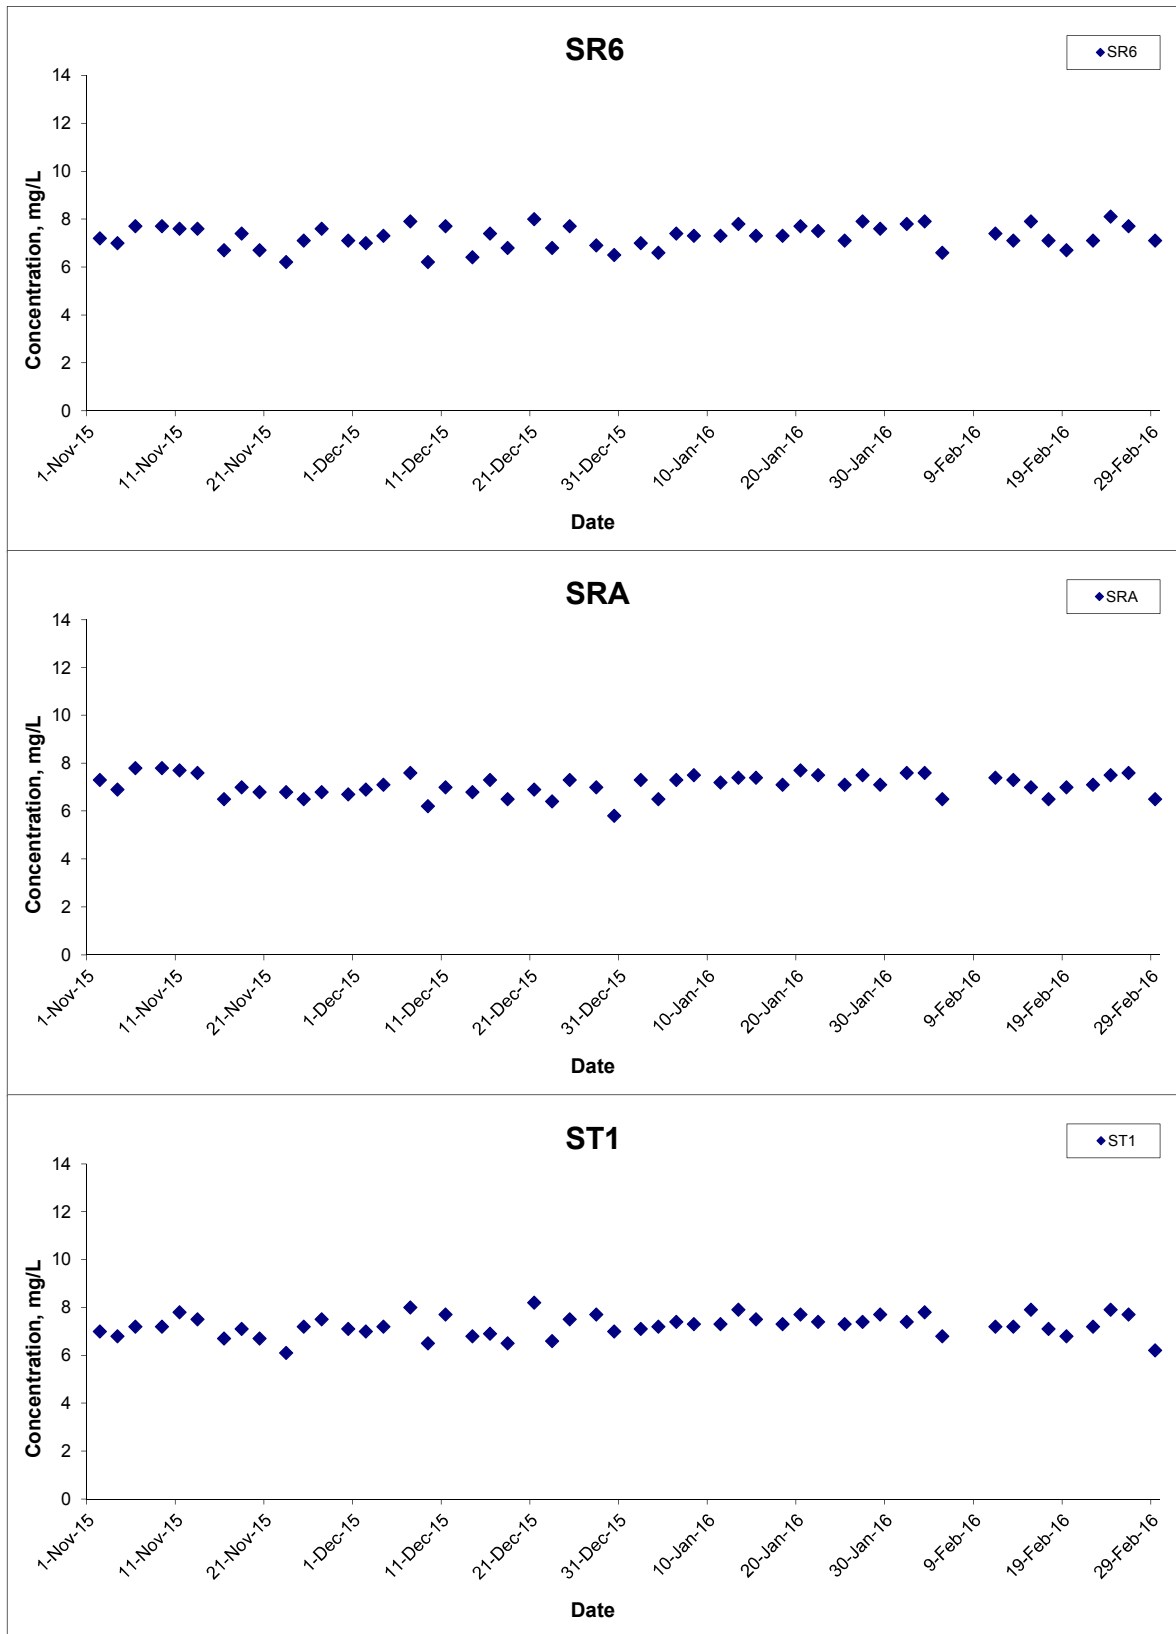 SR6
SR6
14
12
10
8
6
4
2
0
Concentration, mg/L
1-Nov-15
11-Nov-15
21-Nov-15
1-Dec-15
11-Dec-15
21-Dec-15
31-Dec-15
10-Jan-16
20-Jan-16
30-Jan-16
9-Feb-16
19-Feb-16
29-Feb-16
Date
SRA
SRA
14
12
10
8
6
4
2
0
Concentration, mg/L
1-Nov-15
11-Nov-15
21-Nov-15
1-Dec-15
11-Dec-15
21-Dec-15
31-Dec-15
10-Jan-16
20-Jan-16
30-Jan-16
9-Feb-16
19-Feb-16
29-Feb-16
Date
ST1
ST1
14
12
10
8
6
4
2
0
Concentration, mg/L
1-Nov-15
11-Nov-15
21-Nov-15
1-Dec-15
11-Dec-15
21-Dec-15
31-Dec-15
10-Jan-16
20-Jan-16
30-Jan-16
9-Feb-16
19-Feb-16
29-Feb-16
Date